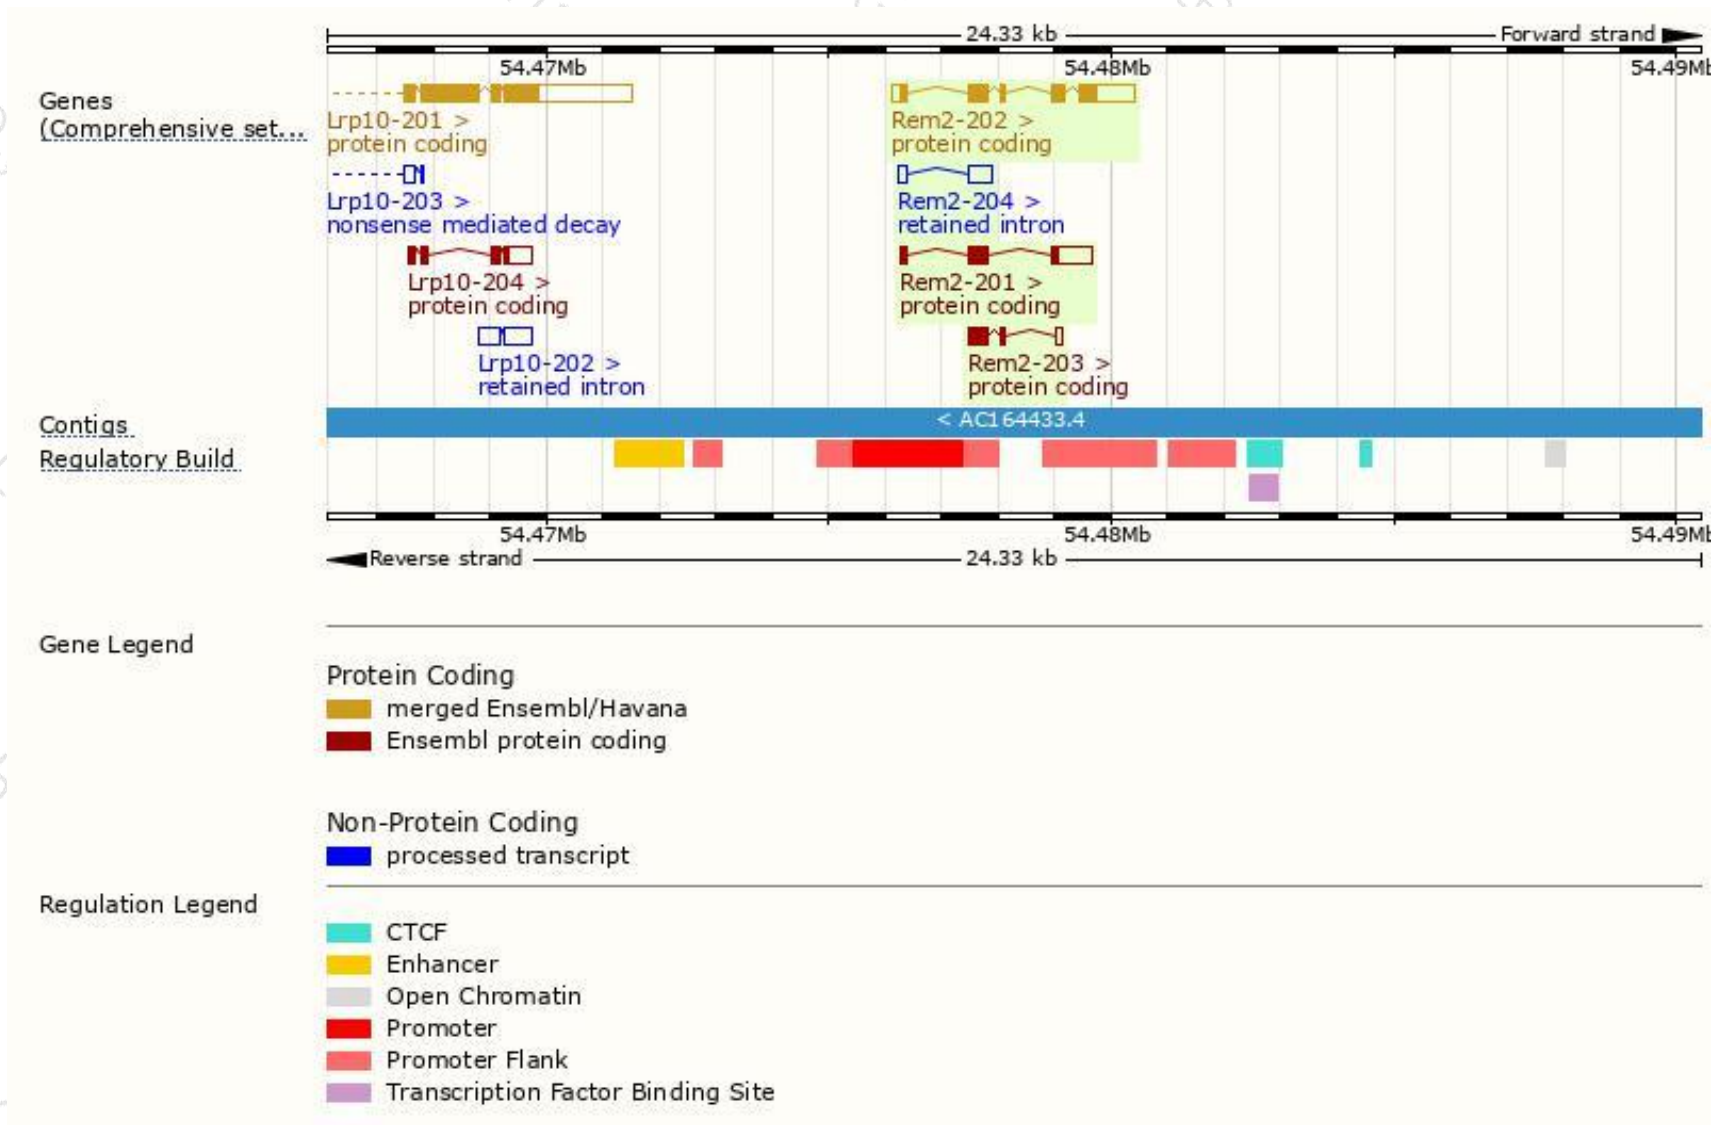 24.33 kb Forward strand
54.47Mb 54.48Mb 54.49Mb
Genes
(Comprehensive set...
Lrp10-201 > Rem2-202 >
protein coding protein coding
Lrp10-203 > Rem2-204 >
nonsense mediated decay retained intron
Lrp10-204 > Rem2-201 >
protein coding protein coding
Lrp10-202 > Rem2-203 >
retained intron protein coding
Contigs < AC164433.4
Regulatory Build
54.47Mb 54.48Mb 54.49Mb
Reverse strand 24.33 kb
Gene Legend
Protein Coding
merged Ensembl/Havana
Ensembl protein coding
Non-Protein Coding
processed transcript
Regulation Legend
CTCF
Enhancer
Open Chromatin
Promoter
Promoter Flank
Transcription Factor Binding Site